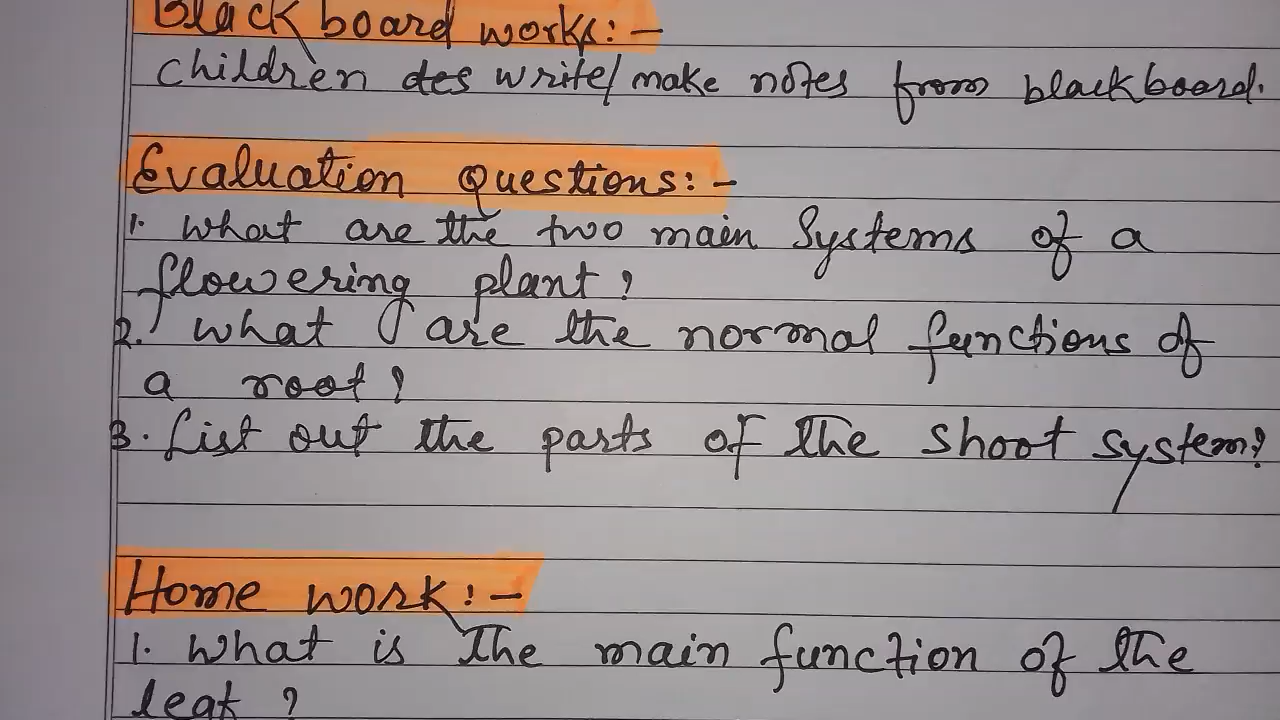 Black board works:-
children des write/make notes from blackboard.
Evaluation Questions:-
1. What are the two main Systems of a
flowering plant?
2. What are the normal functions of
a root?
3. List out the parts of the shoot system?
Home work:-
1. What is the main function of the
leaf ?